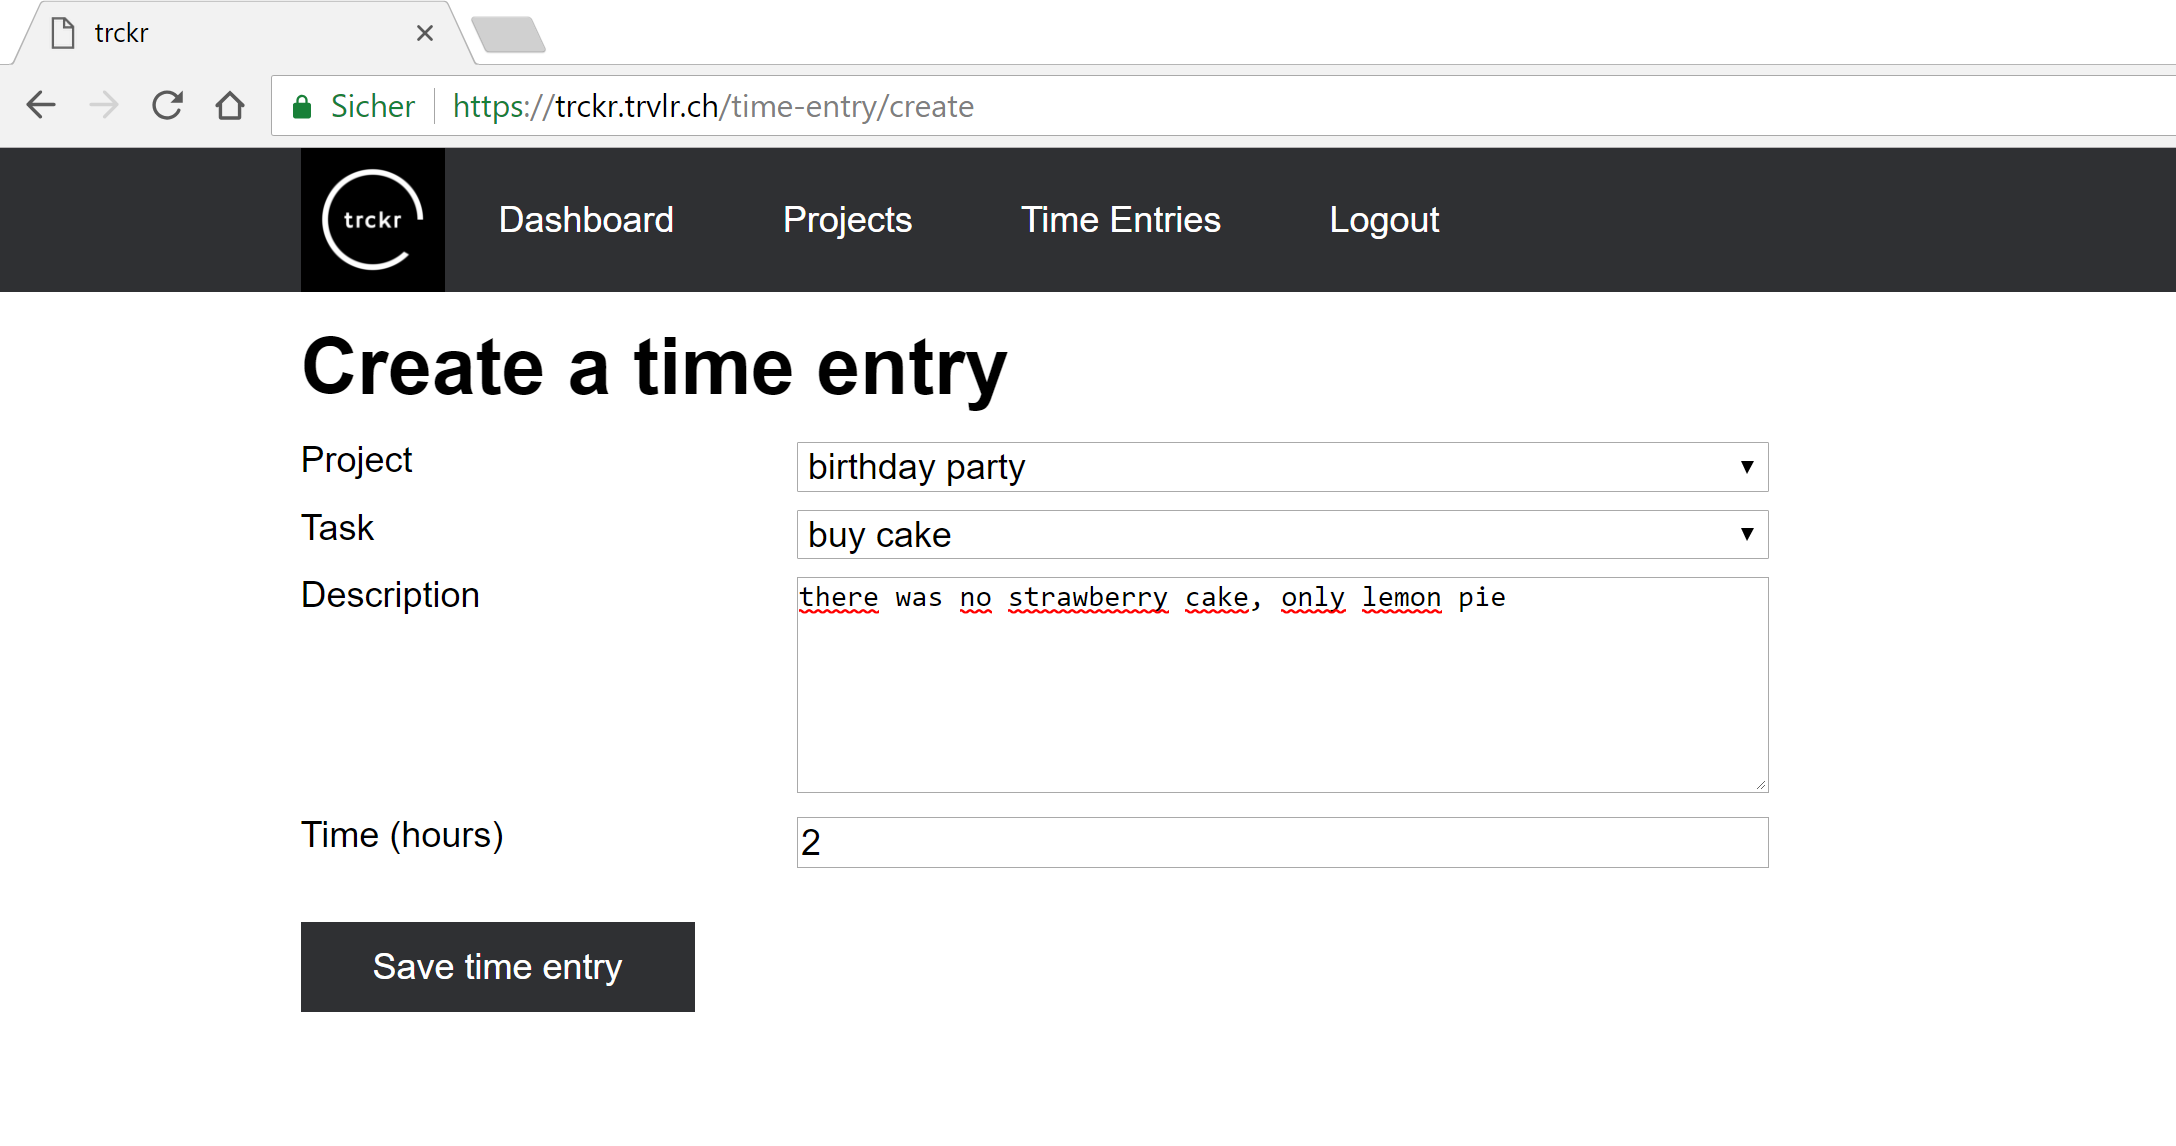 trckr
Sicher https://trckr.trvlr.ch/time-entry/create
trckr Dashboard Projects Time Entries Logout
Create a time entry
Project birthday party
Task buy cake
Description there was no strawberry cake, only lemon pie
Time (hours) 2
Save time entry